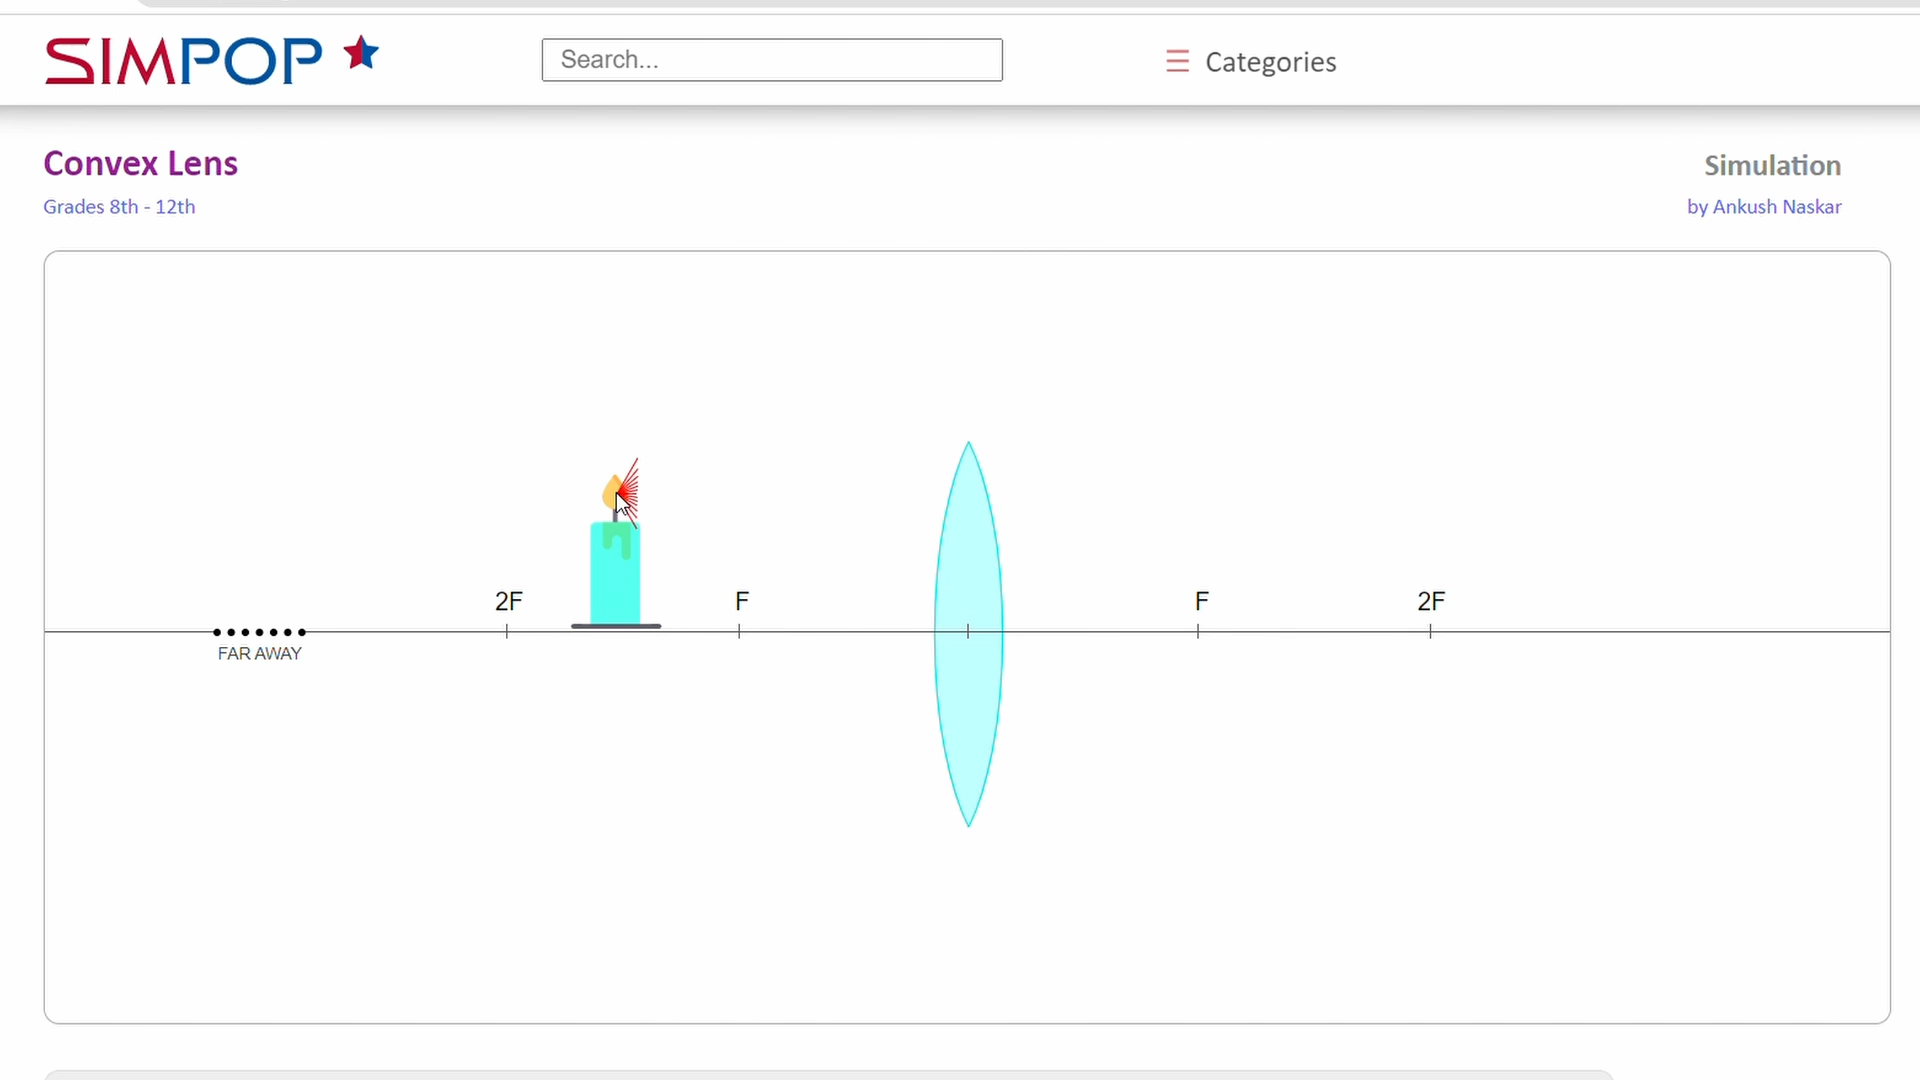 SIMPOP
Search...
Categories
Convex Lens
Simulation
Grades 8th - 12th
by Ankush Naskar
2F
F
F
2F
FAR AWAY